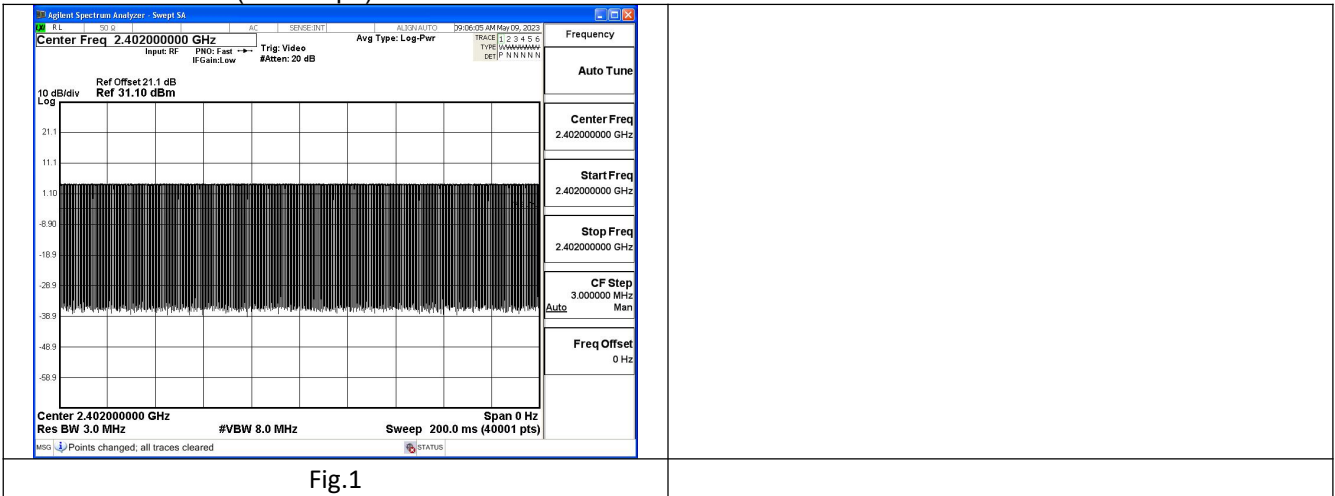 Agilent Spectrum Analyzer - Swept SA
RL 50 Ω AC SENSE:INT ALIGN AUTO 09:06:05 AM May 09, 2023
Center Freq 2.402000000 GHz
Input: RF PNO: Fast Trig: Video Avg Type: Log-Pwr TRACE 1 2 3 4 5 6
IFGain:Low #Atten: 20 dB TYPE
DET P N N N N N
Ref Offset 21.1 dB
10 dB/div Ref 31.10 dBm
Log
21.1
11.1
1.10
-8.90
-18.9
-28.9
-38.9
-48.9
-58.9
Center 2.402000000 GHz Span 0 Hz
Res BW 3.0 MHz #VBW 8.0 MHz Sweep 200.0 ms (40001 pts)
MSG Points changed; all traces cleared STATUS
Frequency
Auto Tune
Center Freq
2.402000000 GHz
Start Freq
2.402000000 GHz
Stop Freq
2.402000000 GHz
CF Step
3.000000 MHz
Auto Man
Freq Offset
0 Hz
Fig.1